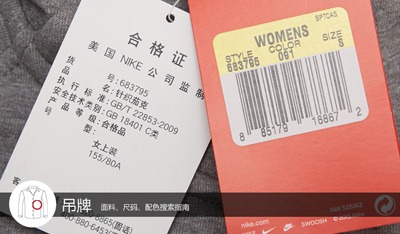 合格证
美国 NIKE 公司监制
货号:683795
品名:针织茄克
执行标准:GB/T 22853-2009
安全技术类别:GB 18401 C类
产品等级:合格品
号型:女上装
155/80A
SPTCAS
WOMENS
STYLE COLOR SIZE
683795 091 S
8 85179 16867 2
nike.com
SWOOSH
吊牌 面料、尺码、配色搜索指南